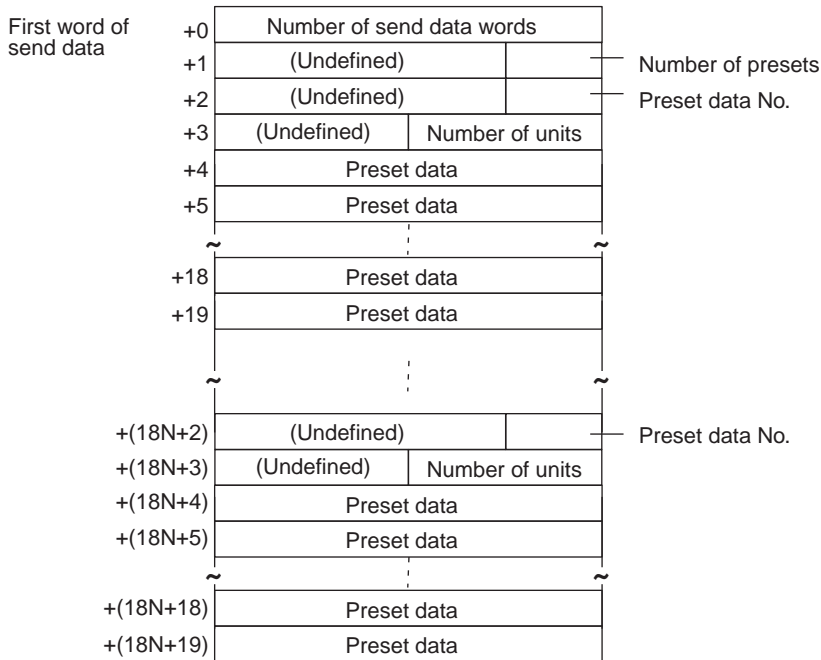 First word of
send data
+0 Number of send data words
+1 (Undefined) Number of presets
+2 (Undefined) Preset data No.
+3 (Undefined) Number of units
+4 Preset data
+5 Preset data
~ ~
+18 Preset data
+19 Preset data
~ ~
+(18N+2) (Undefined) Preset data No.
+(18N+3) (Undefined) Number of units
+(18N+4) Preset data
+(18N+5) Preset data
~ ~
+(18N+18) Preset data
+(18N+19) Preset data